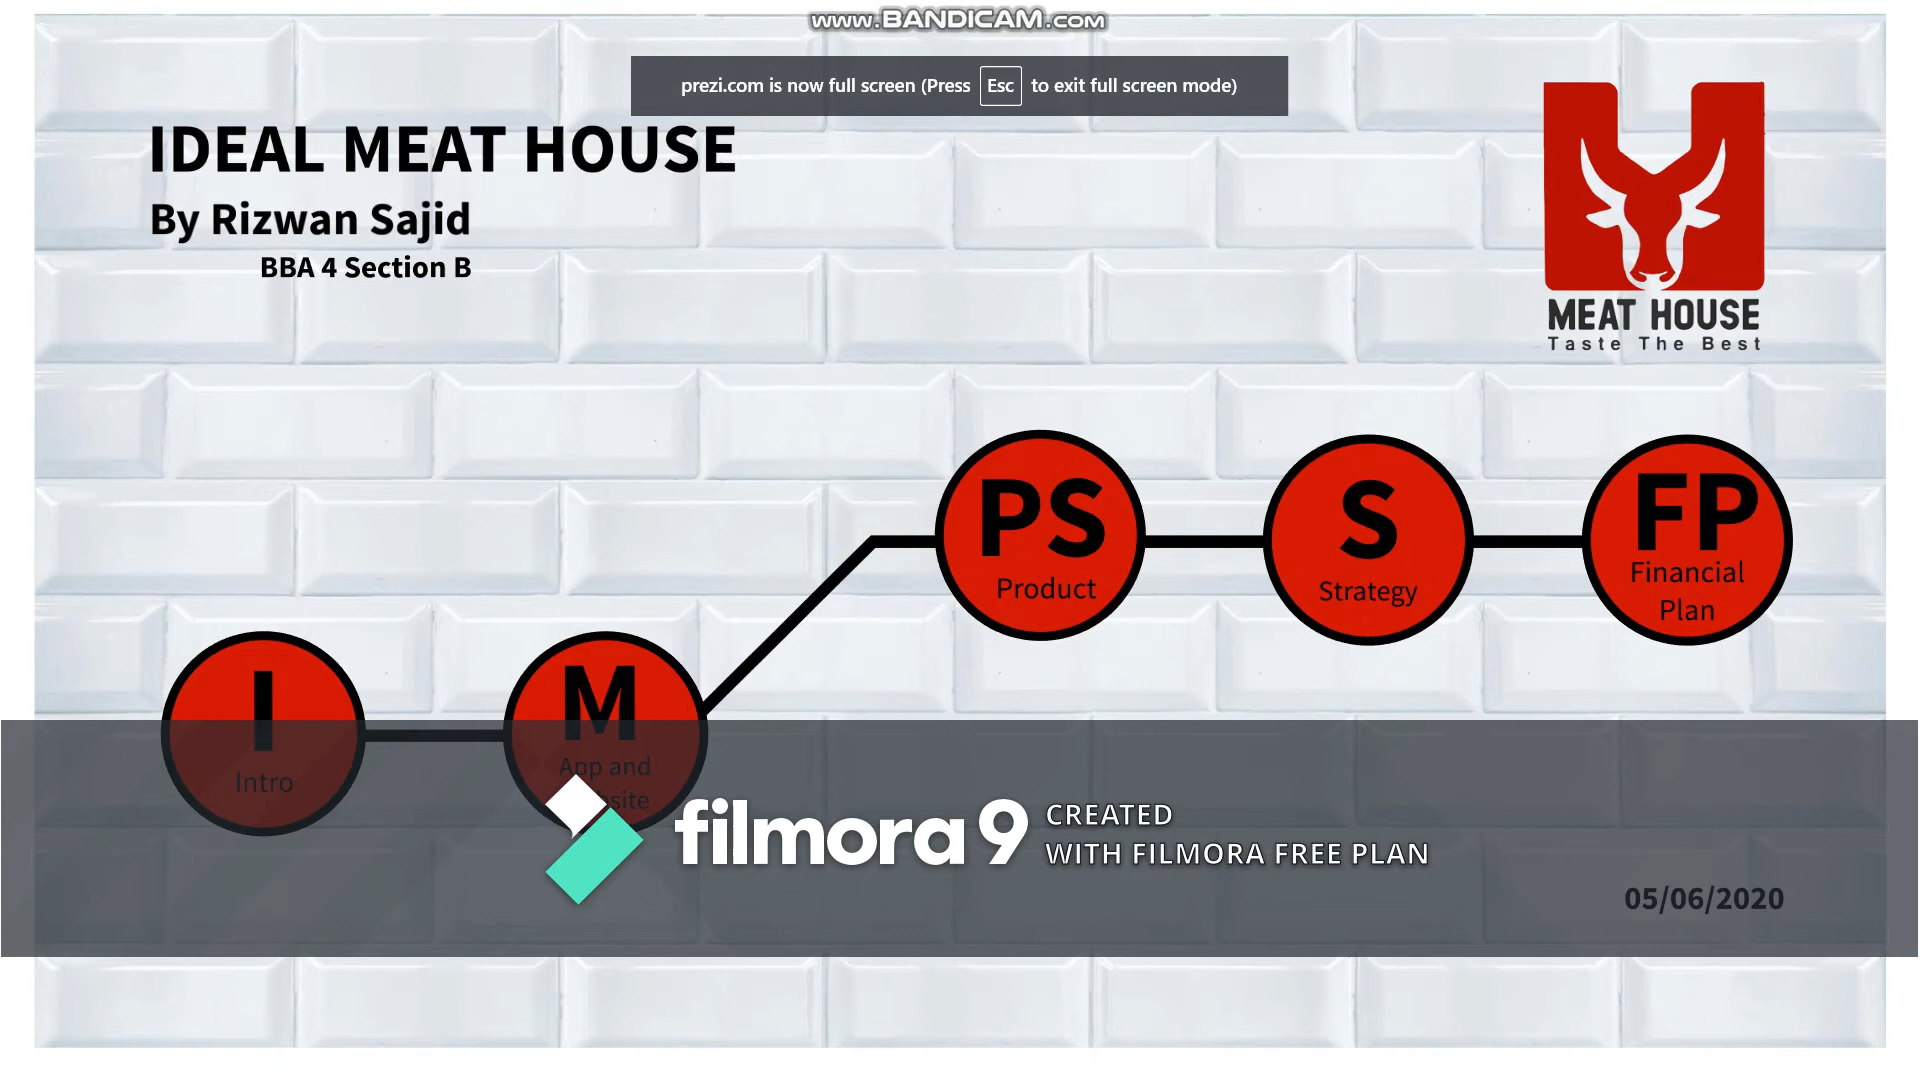 www.BANDICAM.com
prezi.com is now full screen (Press Esc to exit full screen mode)
IDEAL MEAT HOUSE
By Rizwan Sajid
BBA 4 Section B
MEAT HOUSE
Taste The Best
PS
Product
S
Strategy
FP
Financial
Plan
I
Intro
M
App and
filmora9
CREATED
WITH FILMORA FREE PLAN
05/06/2020